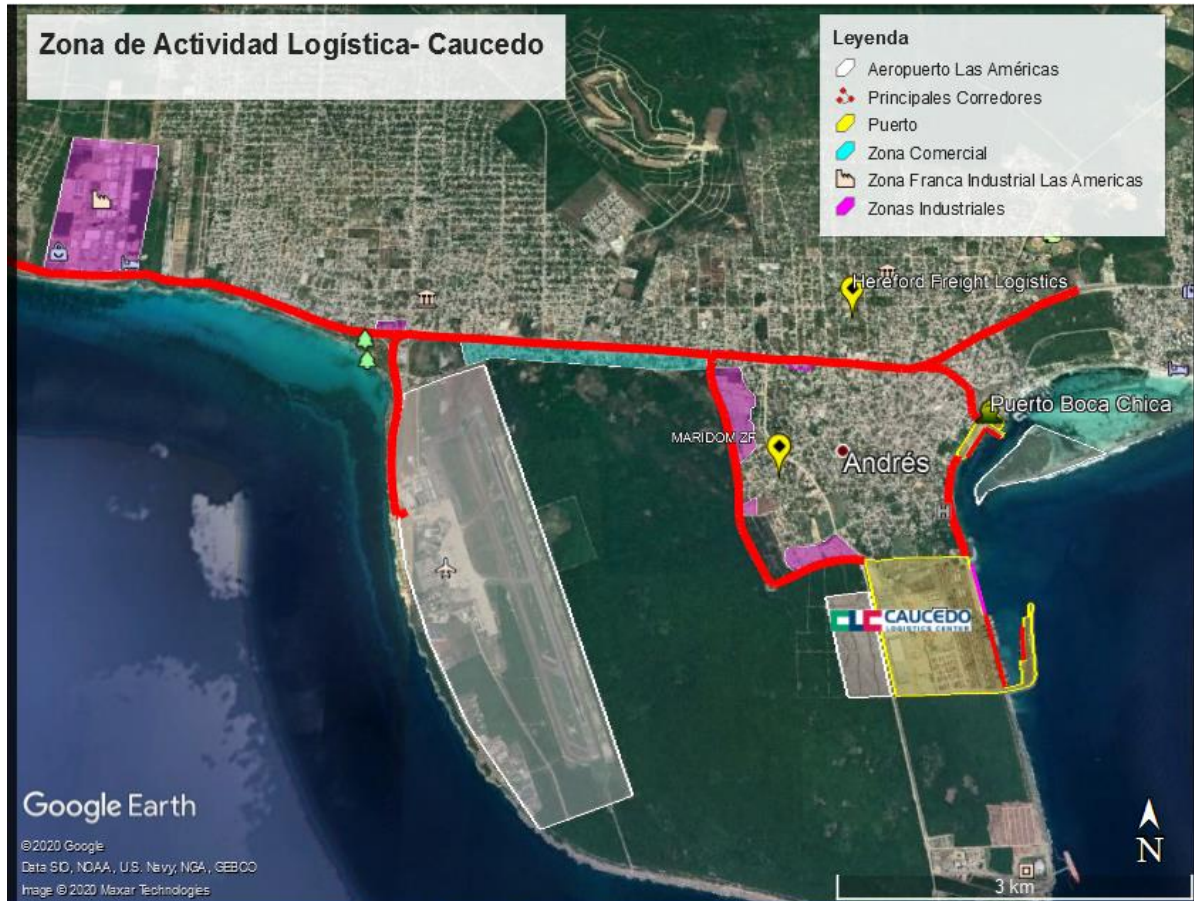 Zona de Actividad Logística- Caucedo
Leyenda
Aeropuerto Las Américas
Principales Corredores
Puerto
Zona Comercial
Zona Franca Industrial Las Americas
Zonas Industriales
Hereford Freight Logistics
Puerto Boca Chica
MARIDOM ZF
Andrés
H
CLC CAUCEDO
LOGISTICS CENTER
Google Earth
©2020 Google
Data SIO, NOAA, U.S. Navy, NGA, GEBCO
Image © 2020 Maxar Technologies
N
3 km